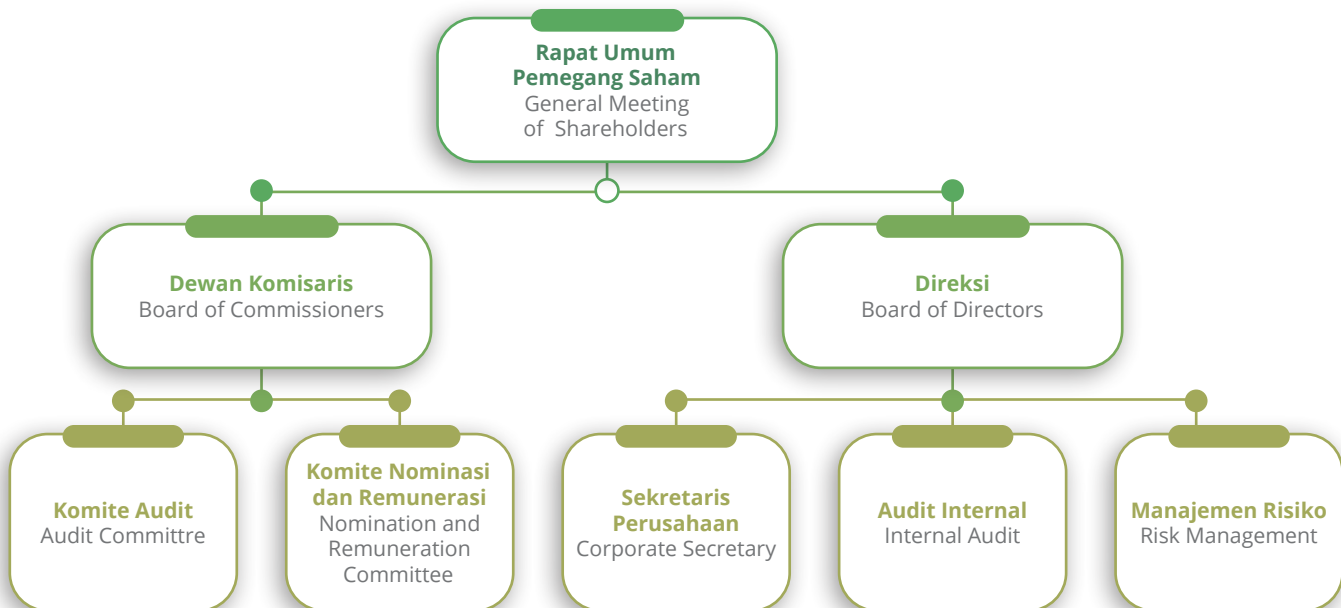 Rapat Umum
Pemegang Saham
General Meeting
of Shareholders
Dewan Komisaris
Board of Commissioners
Direksi
Board of Directors
Komite Audit
Audit Committre
Komite Nominasi
dan Remunerasi
Nomination and
Remuneration
Committee
Sekretaris
Perusahaan
Corporate Secretary
Audit Internal
Internal Audit
Manajemen Risiko
Risk Management